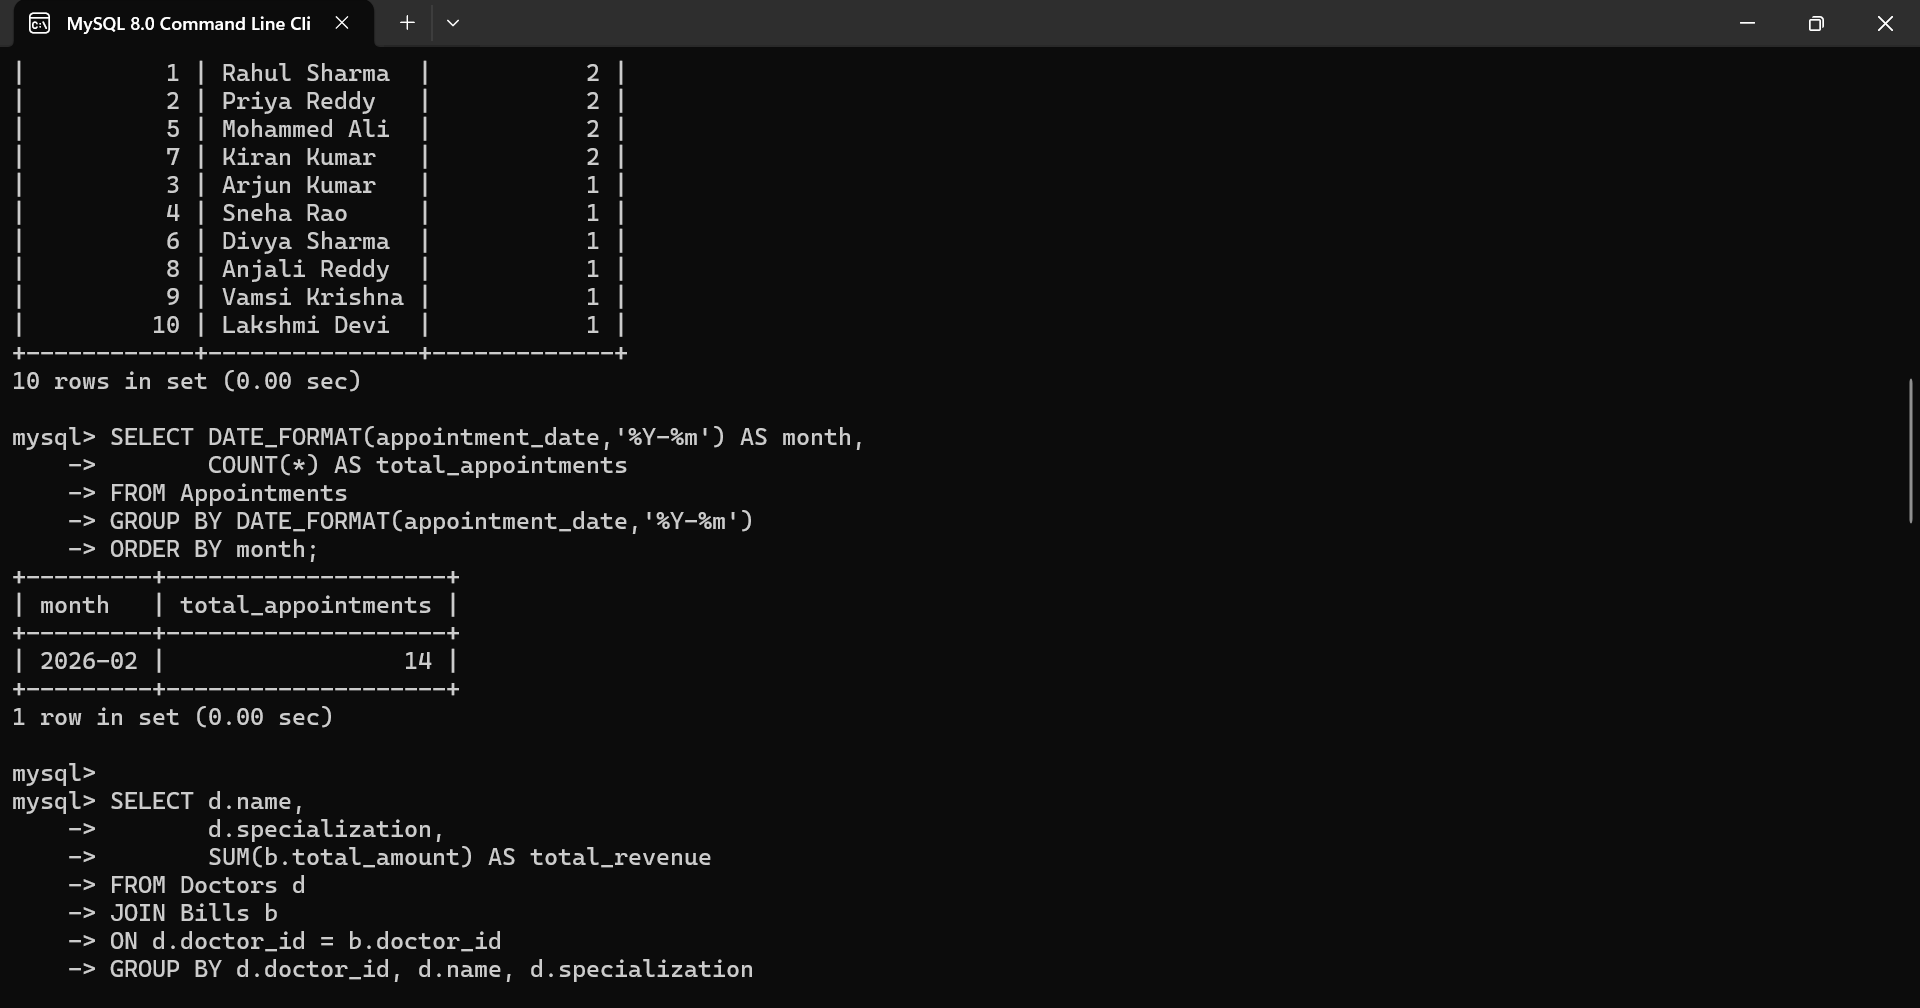 MySQL 8.0 Command Line Cli
|          1 | Rahul Sharma  |           2 |
|          2 | Priya Reddy   |           2 |
|          5 | Mohammed Ali  |           2 |
|          7 | Kiran Kumar   |           2 |
|          3 | Arjun Kumar   |           1 |
|          4 | Sneha Rao     |           1 |
|          6 | Divya Sharma  |           1 |
|          8 | Anjali Reddy  |           1 |
|          9 | Vamsi Krishna |           1 |
|         10 | Lakshmi Devi  |           1 |
+------------+---------------+-------------+
10 rows in set (0.00 sec)
mysql> SELECT DATE_FORMAT(appointment_date,'%Y-%m') AS month,
    ->        COUNT(*) AS total_appointments
    -> FROM Appointments
    -> GROUP BY DATE_FORMAT(appointment_date,'%Y-%m')
    -> ORDER BY month;
+---------+--------------------+
| month   | total_appointments |
+---------+--------------------+
| 2026-02 |                 14 |
+---------+--------------------+
1 row in set (0.00 sec)
mysql>
mysql> SELECT d.name,
    ->        d.specialization,
    ->        SUM(b.total_amount) AS total_revenue
    -> FROM Doctors d
    -> JOIN Bills b
    -> ON d.doctor_id = b.doctor_id
    -> GROUP BY d.doctor_id, d.name, d.specialization